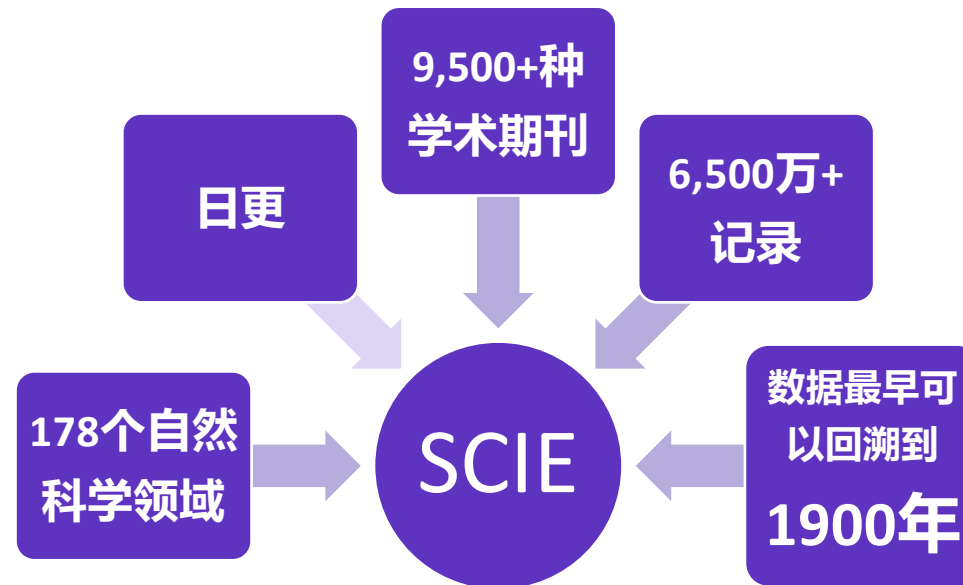 9,500+种
学术期刊
日更
6,500万+
记录
178个自然
科学领域
SCIE
数据最早可
以回溯到
1900年